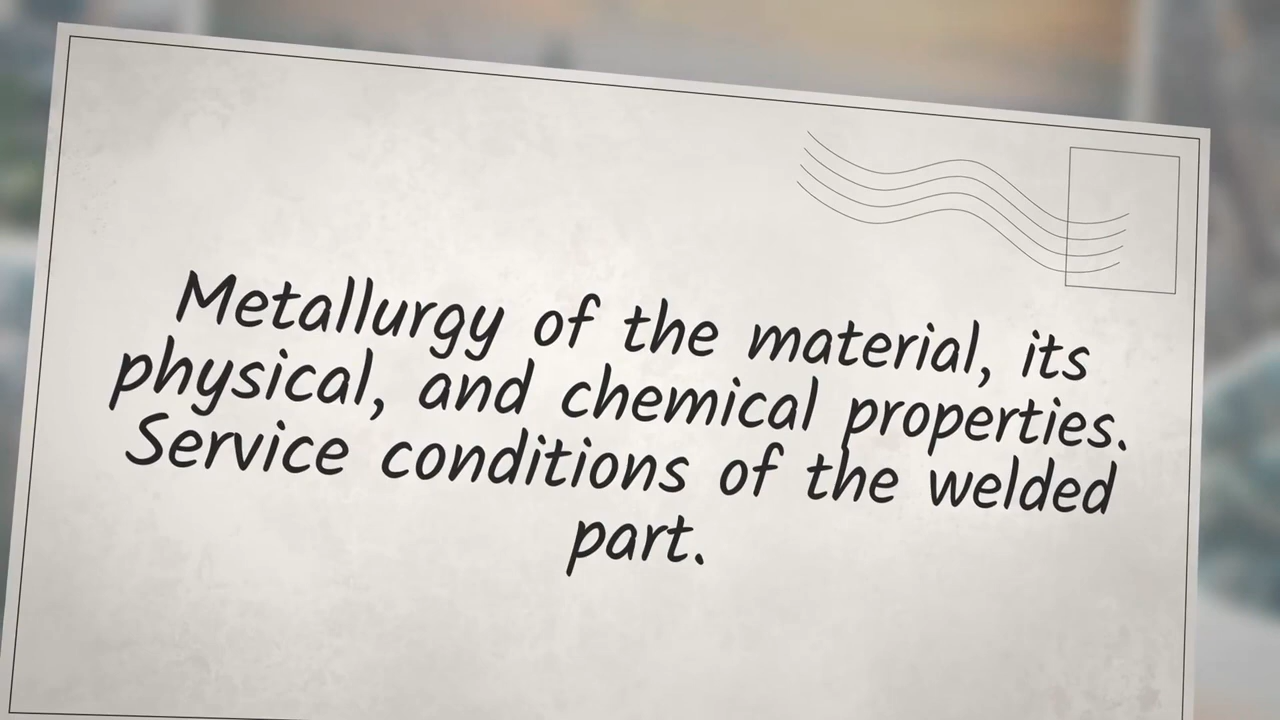 Metallurgy of the material, its
physical, and chemical properties.
Service conditions of the welded
part.